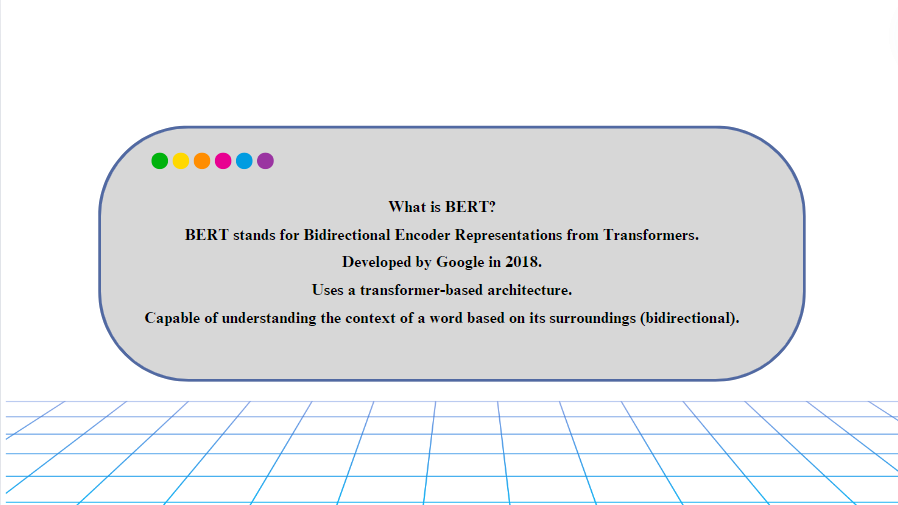 What is BERT?
BERT stands for Bidirectional Encoder Representations from Transformers.
Developed by Google in 2018.
Uses a transformer-based architecture.
Capable of understanding the context of a word based on its surroundings (bidirectional).